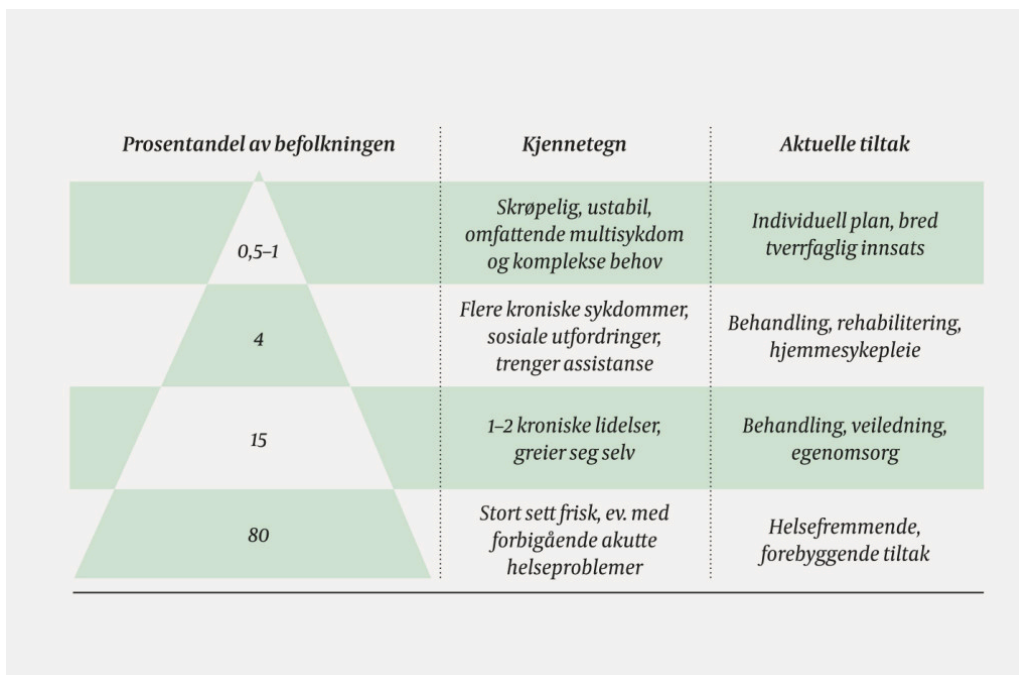 Prosentandel av befolkningen
Kjennetegn
Aktuelle tiltak
0,5–1
Skrøpelig, ustabil,
omfattende multisykdom
og komplekse behov
Individuell plan, bred
tverrfaglig innsats
4
Flere kroniske sykdommer,
sosiale utfordringer,
trenger assistanse
Behandling, rehabilitering,
hjemmesykepleie
15
1–2 kroniske lidelser,
greier seg selv
Behandling, veiledning,
egenomsorg
80
Stort sett frisk, ev. med
forbigående akutte
helseproblemer
Helsefremmende,
forebyggende tiltak